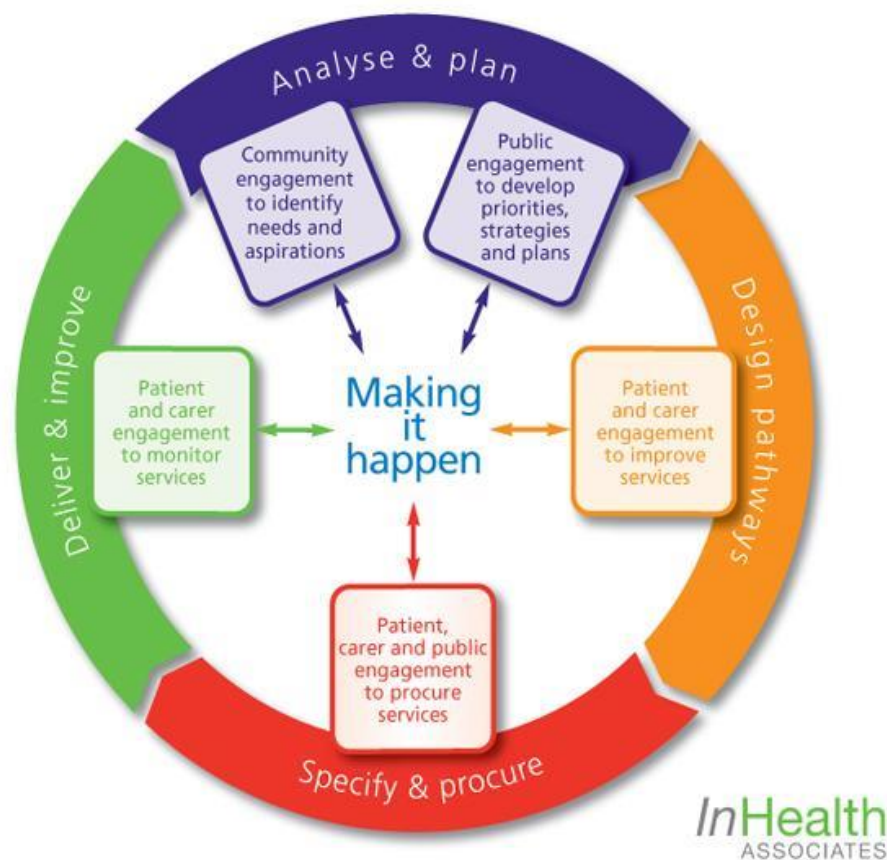 Analyse & plan
Community
engagement
to identify
needs and
aspirations
Public
engagement
to develop
priorities,
strategies
and plans
Design pathways
Deliver & improve
Patient
and carer
engagement
to monitor
services
Making
it
happen
Patient
and carer
engagement
to improve
services
Patient,
carer and public
engagement
to procure
services
Specify & procure
InHealth
ASSOCIATES